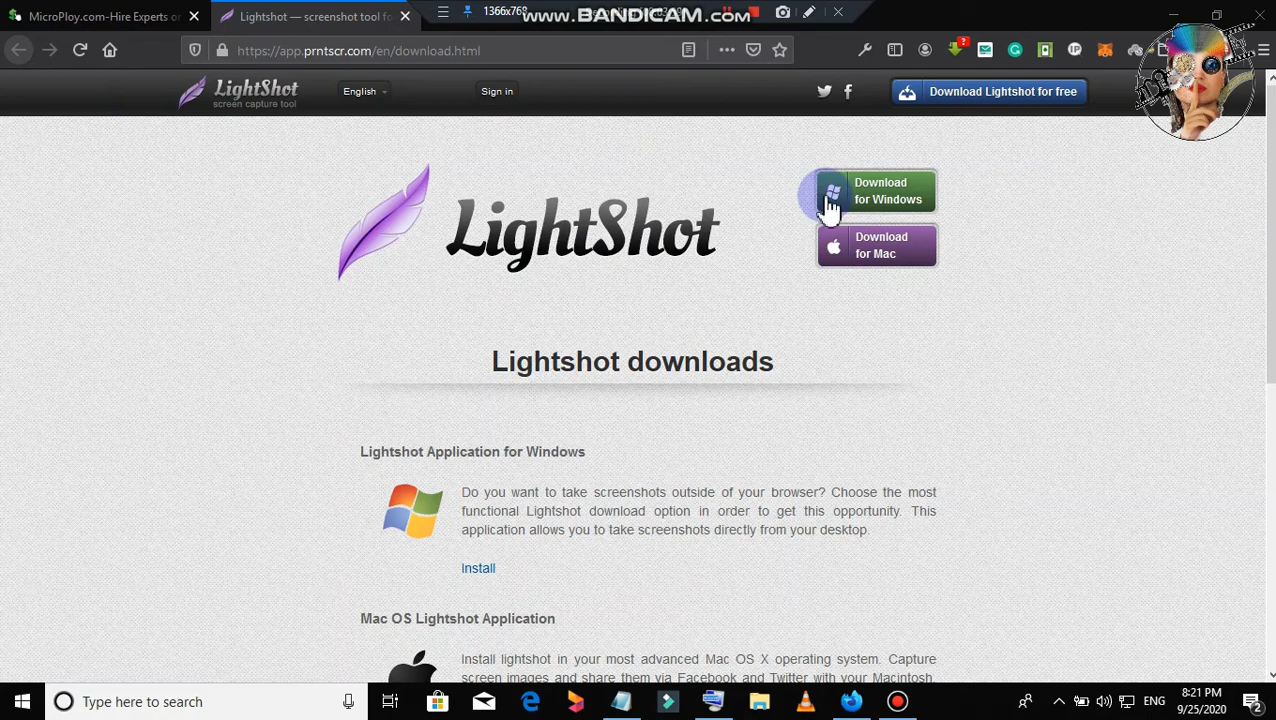 MicroPloy.com-Hire Experts or
Lightshot — screenshot tool fo
1366x768
www.BANDICAM.com
https://app.prntscr.com/en/download.html
LightShot
screen capture tool
English
Sign in
Download Lightshot for free
LightShot
Download
for Windows
Download
for Mac
Lightshot downloads
Lightshot Application for Windows
Do you want to take screenshots outside of your browser? Choose the most
functional Lightshot download option in order to get this opportunity. This
application allows you to take screenshots directly from your desktop.
Install
Mac OS Lightshot Application
Install lightshot in your most advanced Mac OS X operating system. Capture
screen images and share them via Facebook and Twitter with your Macintosh.
Type here to search
ENG
8:21 PM
9/25/2020
2